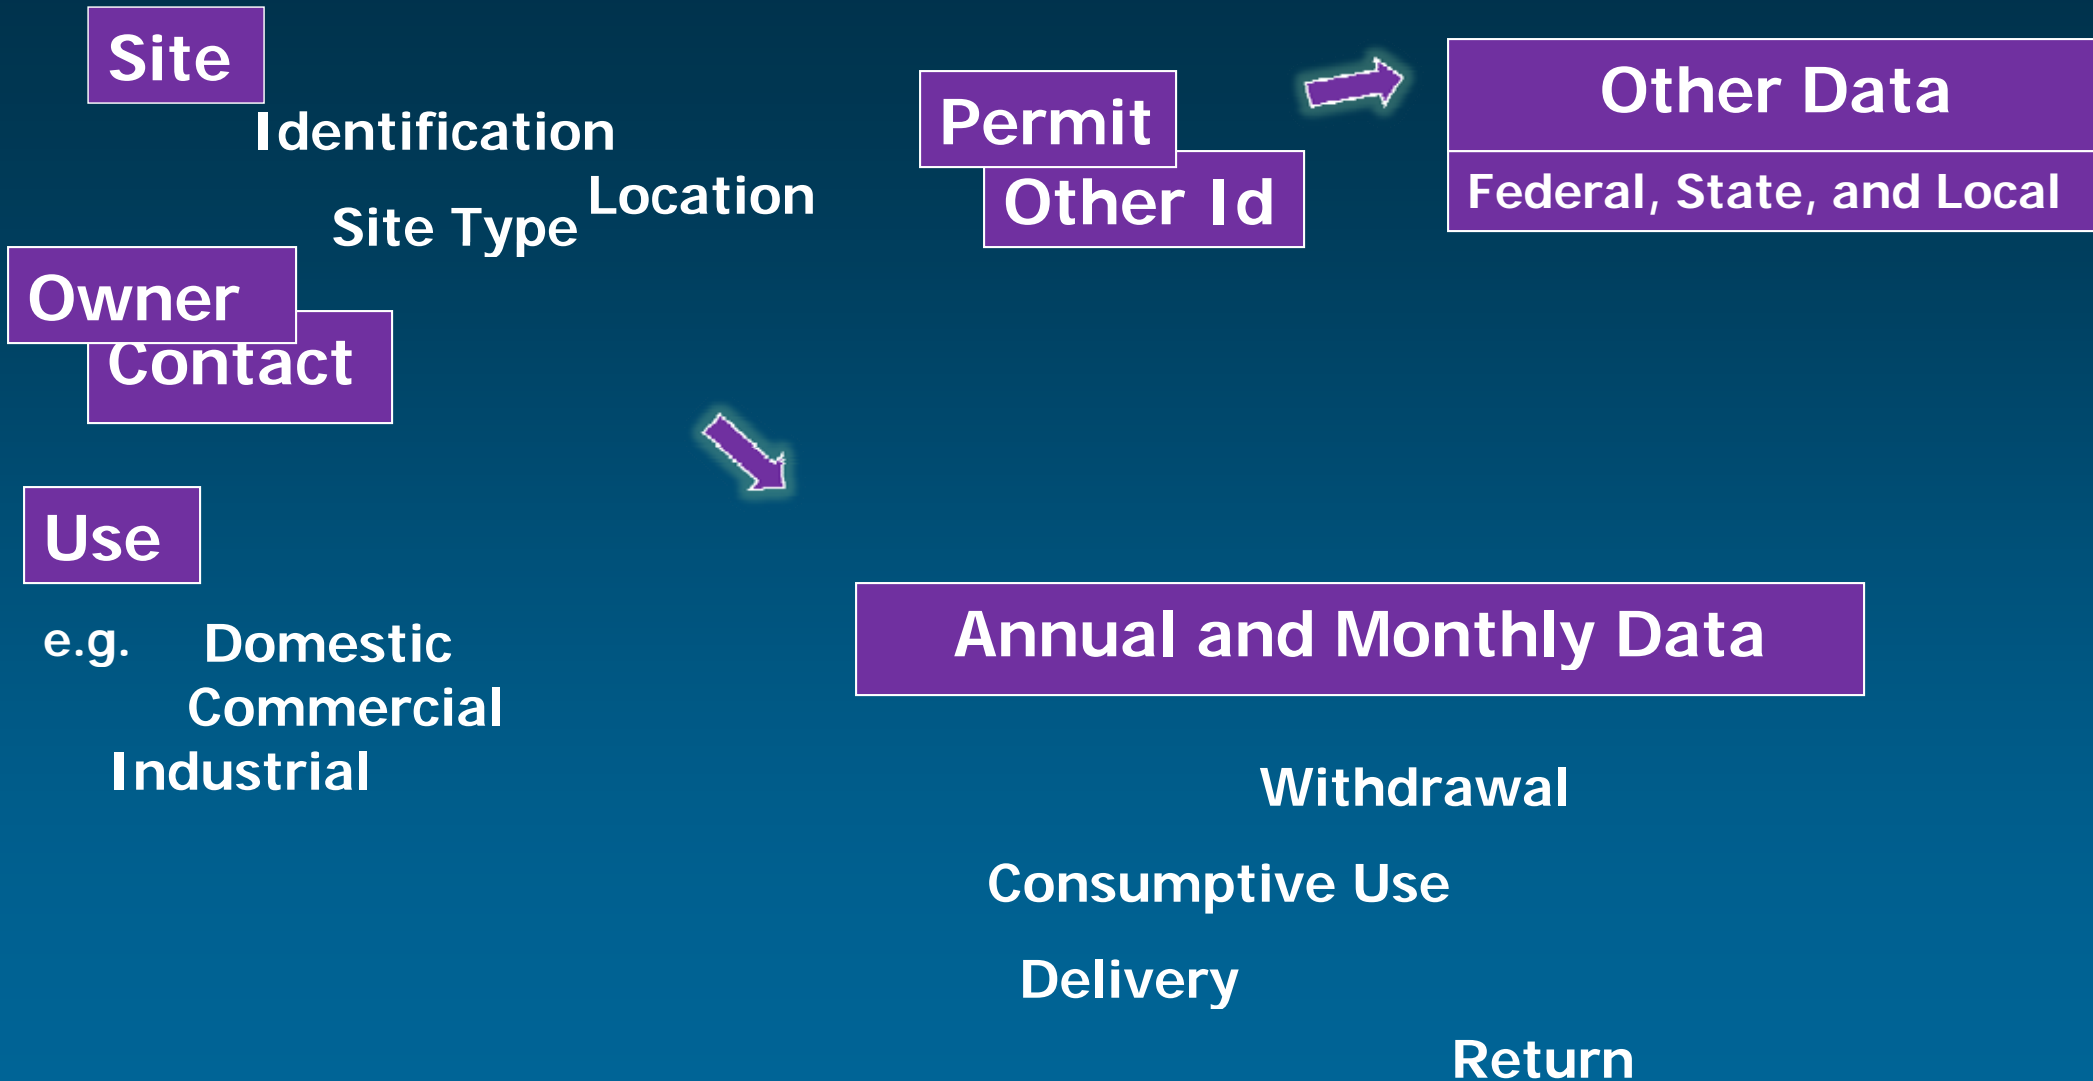 Site
Identification
Location
Site Type
Owner
Contact
Use
e.g. Domestic
Commercial
Industrial
Permit
Other Id
Other Data
Federal, State, and Local
Annual and Monthly Data
Withdrawal
Consumptive Use
Delivery
Return